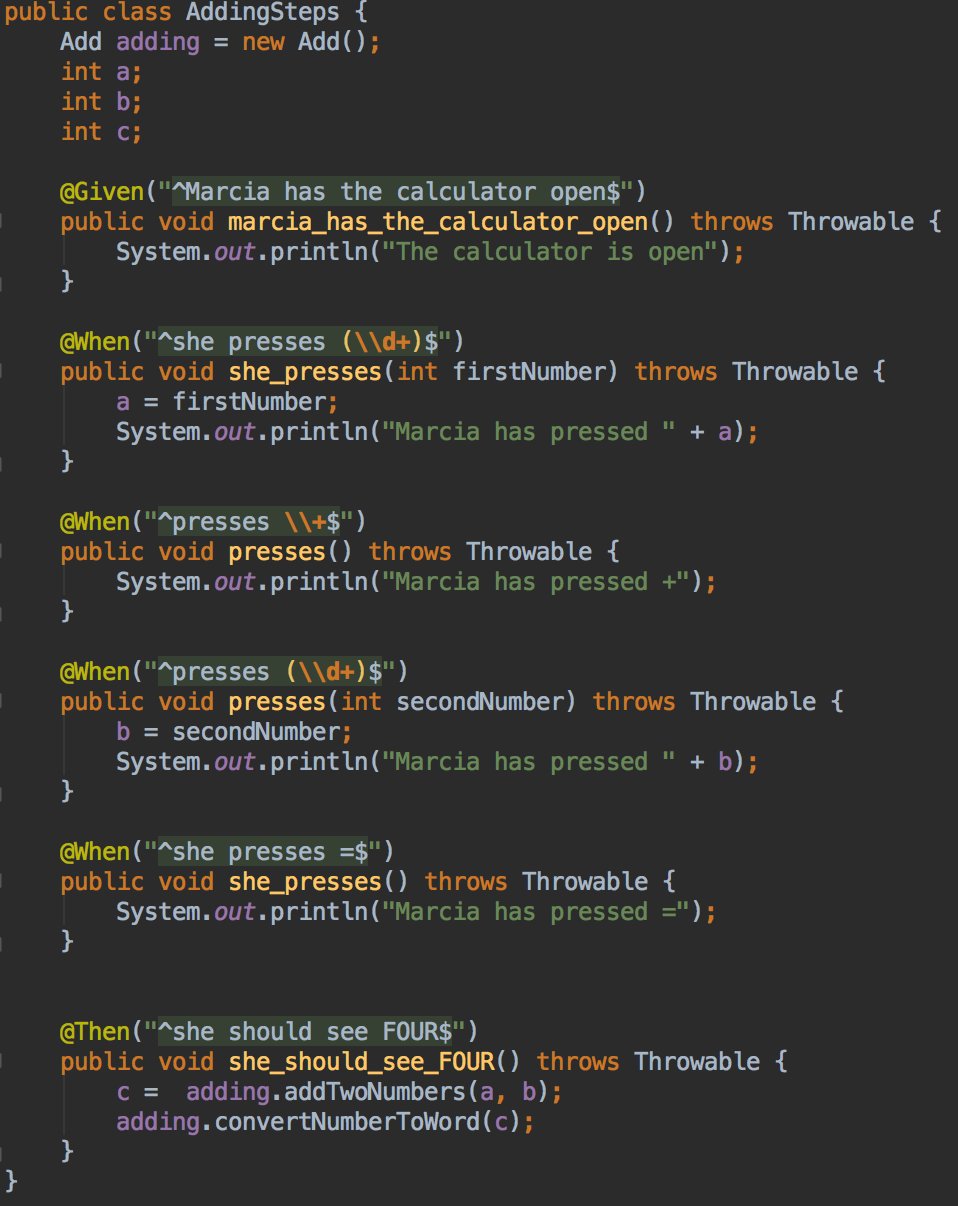 public class AddingSteps {
    Add adding = new Add();
    int a;
    int b;
    int c;

    @Given("^Marcia has the calculator open$")
    public void marcia_has_the_calculator_open() throws Throwable {
        System.out.println("The calculator is open");
    }

    @When("^she presses (\\d+)$")
    public void she_presses(int firstNumber) throws Throwable {
        a = firstNumber;
        System.out.println("Marcia has pressed " + a);
    }

    @When("^presses \\+$")
    public void presses() throws Throwable {
        System.out.println("Marcia has pressed +");
    }

    @When("^presses (\\d+)$")
    public void presses(int secondNumber) throws Throwable {
        b = secondNumber;
        System.out.println("Marcia has pressed " + b);
    }

    @When("^she presses =$")
    public void she_presses() throws Throwable {
        System.out.println("Marcia has pressed =");
    }


    @Then("^she should see FOUR$")
    public void she_should_see_FOUR() throws Throwable {
        c =  adding.addTwoNumbers(a, b);
        adding.convertNumberToWord(c);
    }
}